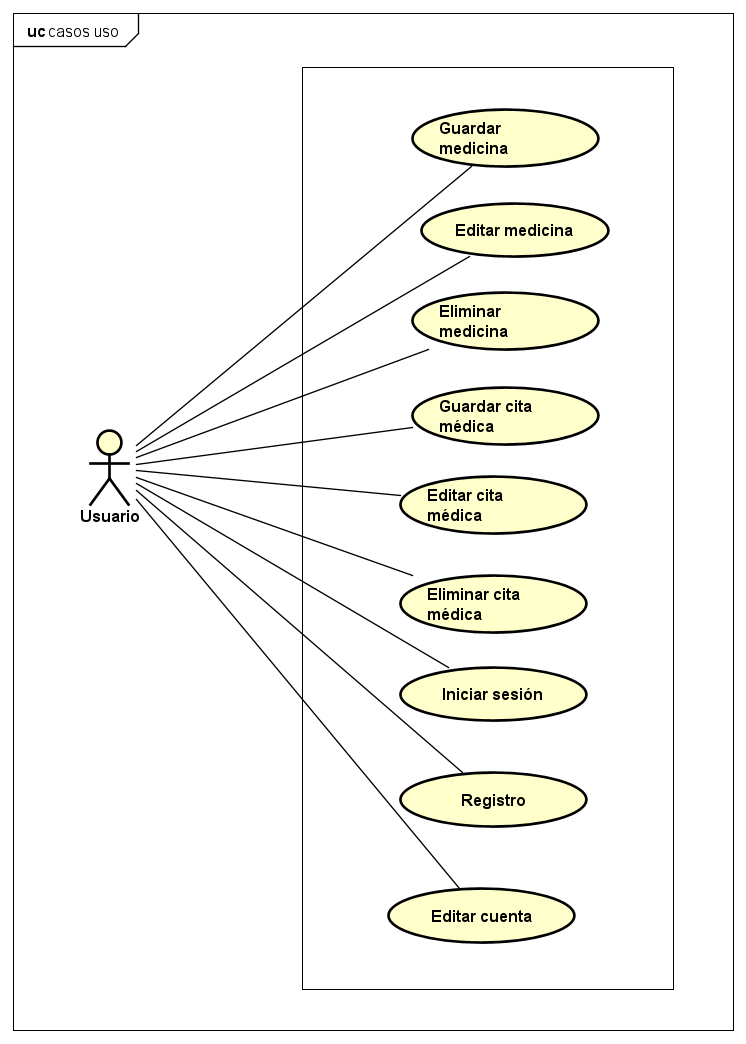 uc casos uso
Guardar
medicina
Editar medicina
Eliminar
medicina
Guardar cita
médica
Editar cita
médica
Usuario
Eliminar cita
médica
Iniciar sesión
Registro
Editar cuenta